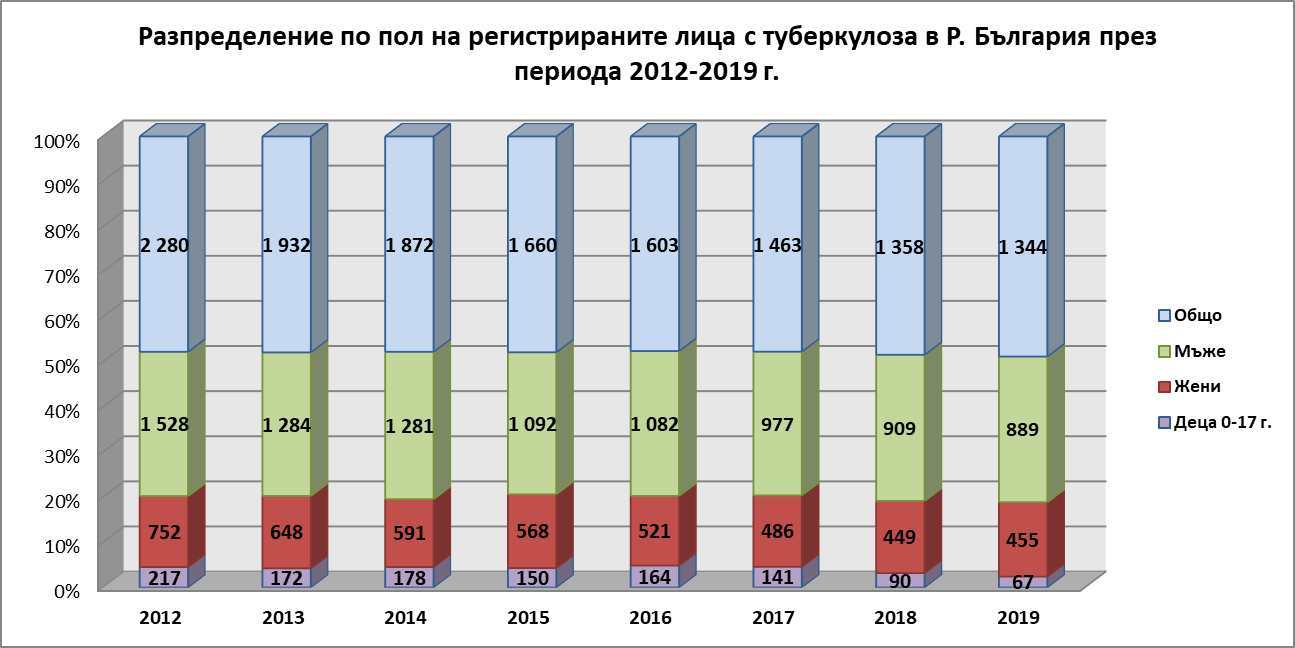 Разпределение по пол на регистрираните лица с туберкулоза в Р. България през
периода 2012-2019 г.
100%
90%
80%
70%
60%
50%
40%
30%
20%
10%
0%
2 280 1 932 1 872 1 660 1 603 1 463 1 358 1 344
1 528 1 284 1 281 1 092 1 082 977 909 889
752 648 591 568 521 486 449 455
217 172 178 150 164 141 90 67
2012 2013 2014 2015 2016 2017 2018 2019
Общо
Мъже
Жени
Деца 0-17 г.